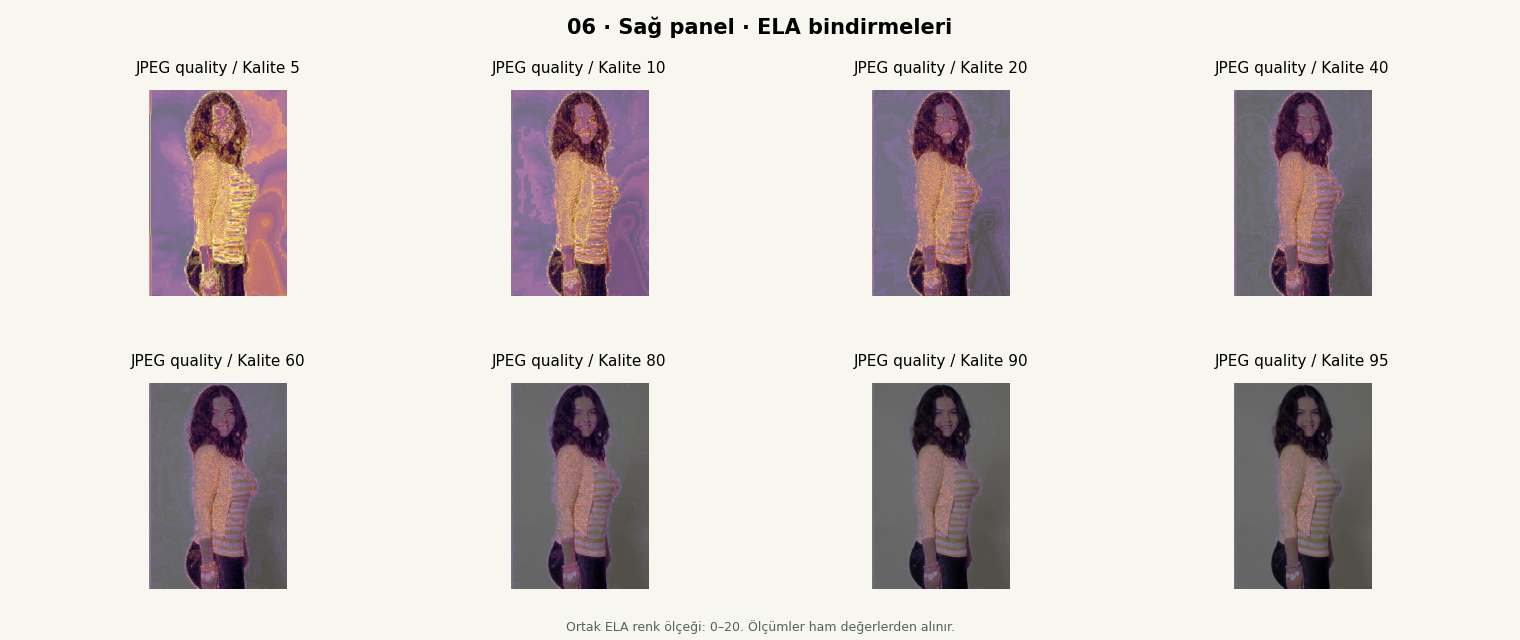 06 · Sağ panel · ELA bindirmeleri
JPEG quality / Kalite 5
JPEG quality / Kalite 10
JPEG quality / Kalite 20
JPEG quality / Kalite 40
JPEG quality / Kalite 60
JPEG quality / Kalite 80
JPEG quality / Kalite 90
JPEG quality / Kalite 95
Ortak ELA renk ölçeği: 0–20. Ölçümler ham değerlerden alınır.